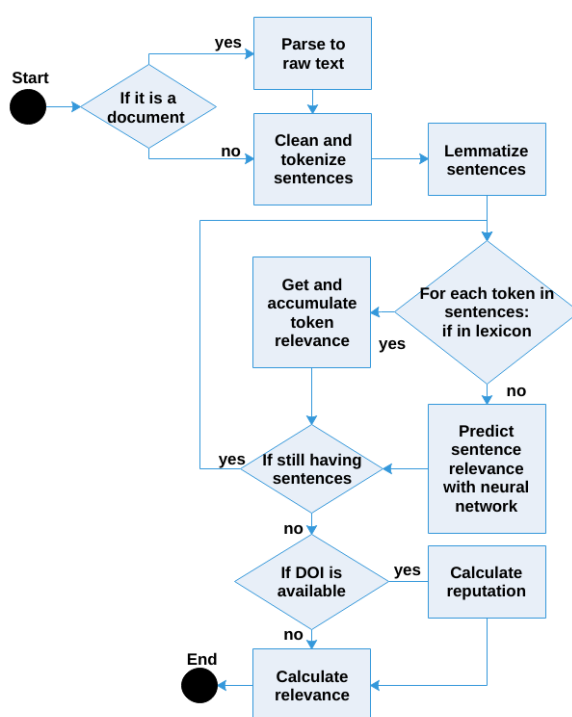 yes
Parse to
raw text
Start
If it is a
document
no
Clean and
tokenize
sentences
Lemmatize
sentences
Get and
accumulate
token
relevance
For each token in
sentences:
if in lexicon
yes
no
Predict
sentence
relevance
with neural
network
yes
If still having
sentences
no
If DOI is
available
yes
Calculate
reputation
no
End
Calculate
relevance